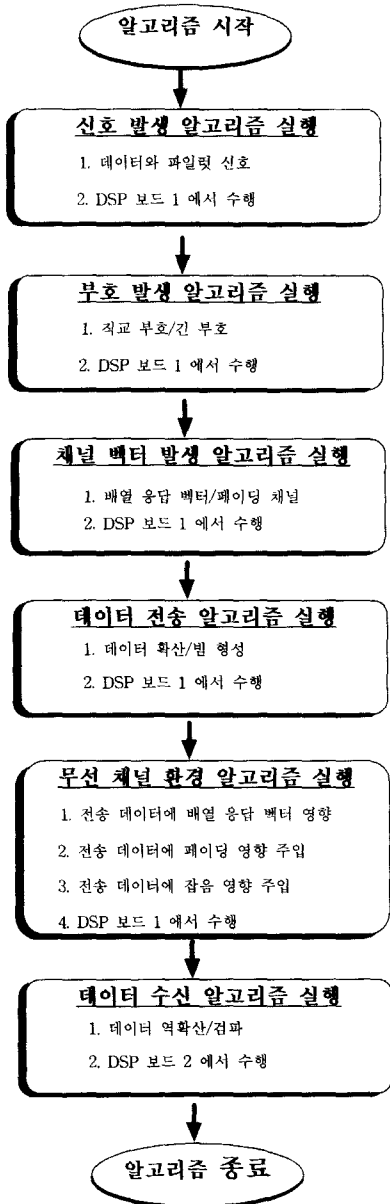 알고리즘 시작
신호 발생 알고리즘 실행
1. 데이터와 파일럿 신호
2. DSP 보드 1 에서 수행
부호 발생 알고리즘 실행
1. 직교 부호/긴 부호
2. DSP 보드 1 에서 수행
채널 벡터 발생 알고리즘 실행
1. 배열 응답 벡터/페이딩 채널
2. DSP 보드 1 에서 수행
데이터 전송 알고리즘 실행
1. 데이터 확산/빔 형성
2. DSP 보드 1 에서 수행
무선 채널 환경 알고리즘 실행
1. 전송 데이터에 배열 응답 벡터 영향
2. 전송 데이터에 페이딩 영향 주입
3. 전송 데이터에 잡음 영향 주입
4. DSP 보드 1 에서 수행
데이터 수신 알고리즘 실행
1. 데이터 역확산/검파
2. DSP 보드 2 에서 수행
알고리즘 종료